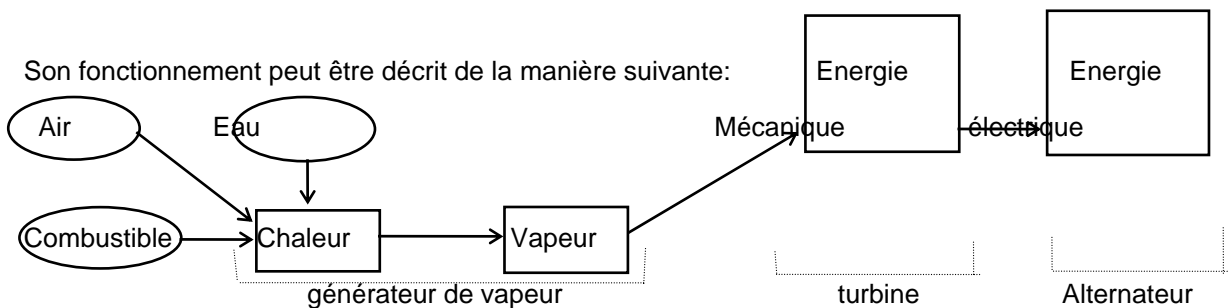 Son fonctionnement peut être décrit de la manière suivante: Energie Energie
Air Eau Mécanique électrique
Combustible Chaleur Vapeur
générateur de vapeur turbine Alternateur